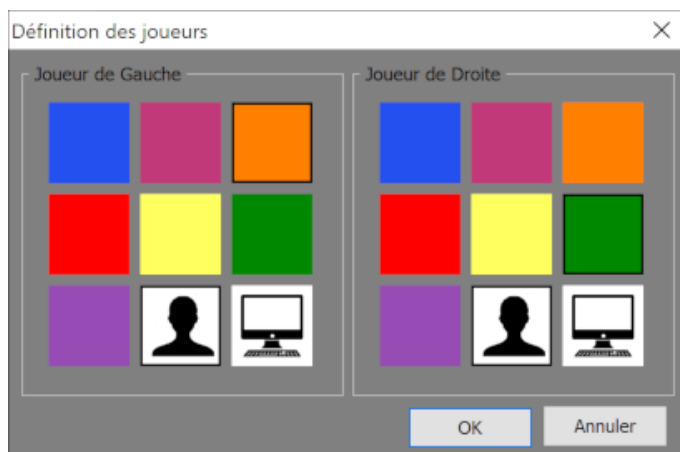 Définition des joueurs
Joueur de Gauche
Joueur de Droite
OK
Annuler